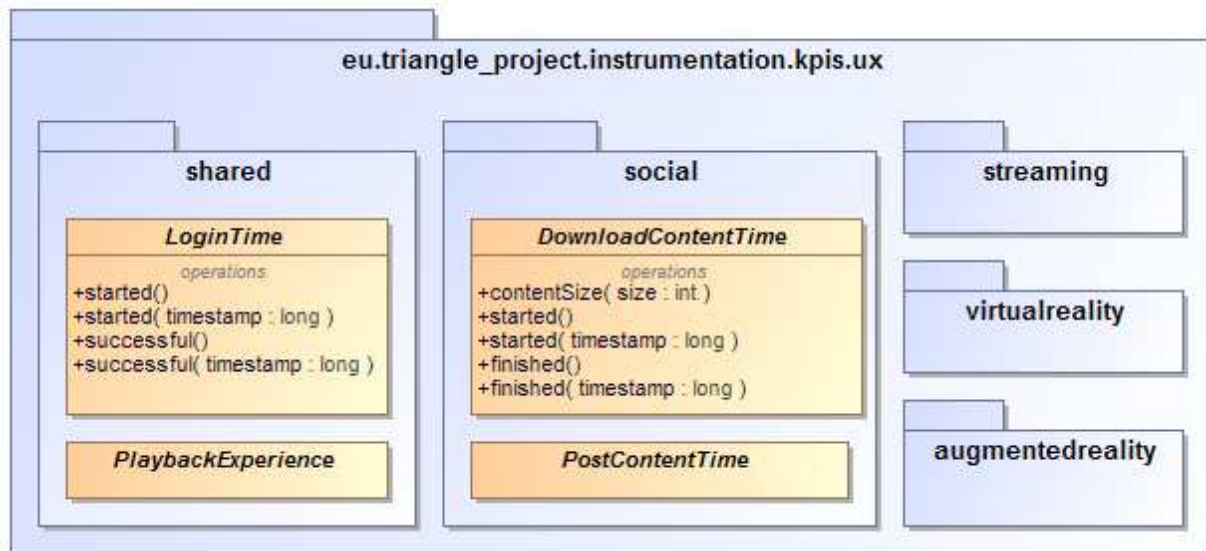 eu.triangle_project.instrumentation.kpis.ux
shared
LoginTime
operations
+started()
+started( timestamp : long )
+successful()
+successful( timestamp : long )
PlaybackExperience
social
DownloadContentTime
operations
+contentSize( size : int )
+started()
+started( timestamp : long )
+finished()
+finished( timestamp : long )
PostContentTime
streaming
virtualreality
augmentedreality